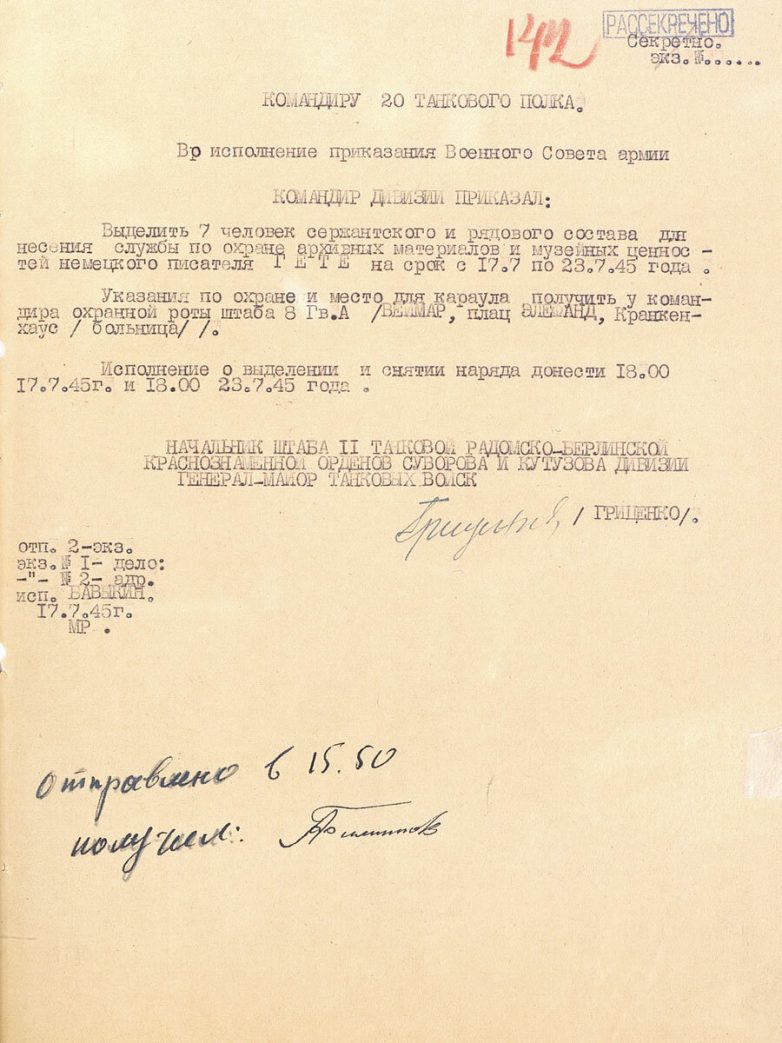 142
РАССЕКРЕЧЕНО
Секретно.
экз.№......
КОМАНДИРУ 20 ТАНКОВОГО ПОЛКА.
Вр исполнение приказания Военного Совета армии
КОМАНДИР ДИВИЗИИ ПРИКАЗАЛ:
Выделить 7 человек сержантского и рядового состава для
несения службы по охране архивных материалов и музейных ценнос-
тей немецкого писателя Г Е Т Е на срок с 17.7 по 23.7.45 года .
Указания по охране и место для караула получить у коман-
дира охранной роты штаба 8 Гв.А /ВЕЙМАР, плац ЭЛЕФАНД, Кранкен-
хаус / больница/ /.
Исполнение о выделении и снятии наряда донести 18.00
17.7.45г. и 18.00 23.7.45 года .
НАЧАЛЬНИК ШТАБА II ТАНКОВОЙ РАДОМСКО-БЕРЛИНСКОЙ
КРАСНОЗНАМЕННОЙ ОРДЕНОВ СУВОРОВА И КУТУЗОВА ДИВИЗИИ
ГЕНЕРАЛ-МАЙОР ТАНКОВЫХ ВОЙСК
/ ГРИЦЕНКО/.
отп. 2-экз.
экз.№ I- дело:
-"- № 2- адр.
исп. БАВЫКИН.
17.7.45г.
МР .
Отправлено в 15.50
получил: